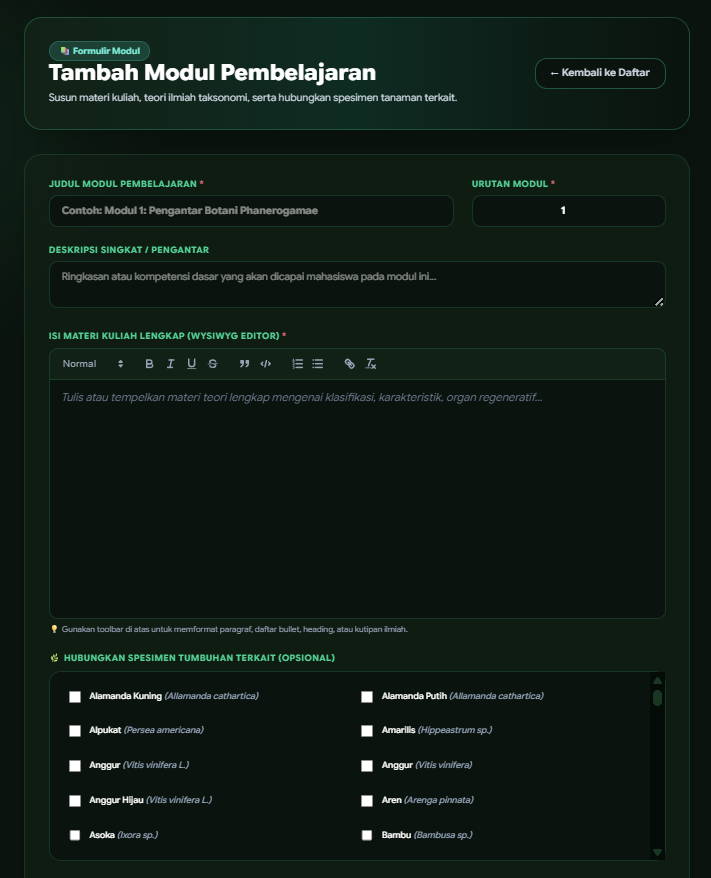 Formulir Modul
Tambah Modul Pembelajaran
← Kembali ke Daftar
Susun materi kuliah, teori ilmiah taksonomi, serta hubungkan spesimen tanaman terkait.
JUDUL MODUL PEMBELAJARAN *
URUTAN MODUL *
Contoh: Modul 1: Pengantar Botani Phanerogamae
1
DESKRIPSI SINGKAT / PENGANTAR
Ringkasan atau kompetensi dasar yang akan dicapai mahasiswa pada modul ini...
ISI MATERI KULIAH LENGKAP (WYSIWYG EDITOR) *
Normal B I U S
Tulis atau tempelkan materi teori lengkap mengenai klasifikasi, karakteristik, organ regeneratif...
Gunakan toolbar di atas untuk memformat paragraf, daftar bullet, heading, atau kutipan ilmiah.
HUBUNGKAN SPESIMEN TUMBUHAN TERKAIT (OPSIONAL)
Alamanda Kuning (Allamanda cathartica)
Alamanda Putih (Allamanda cathartica)
Alpukat (Persea americana)
Amarilis (Hippeastrum sp.)
Anggur (Vitis vinifera L.)
Anggur (Vitis vinifera)
Anggur Hijau (Vitis vinifera L.)
Aren (Arenga pinnata)
Asoka (Ixora sp.)
Bambu (Bambusa sp.)